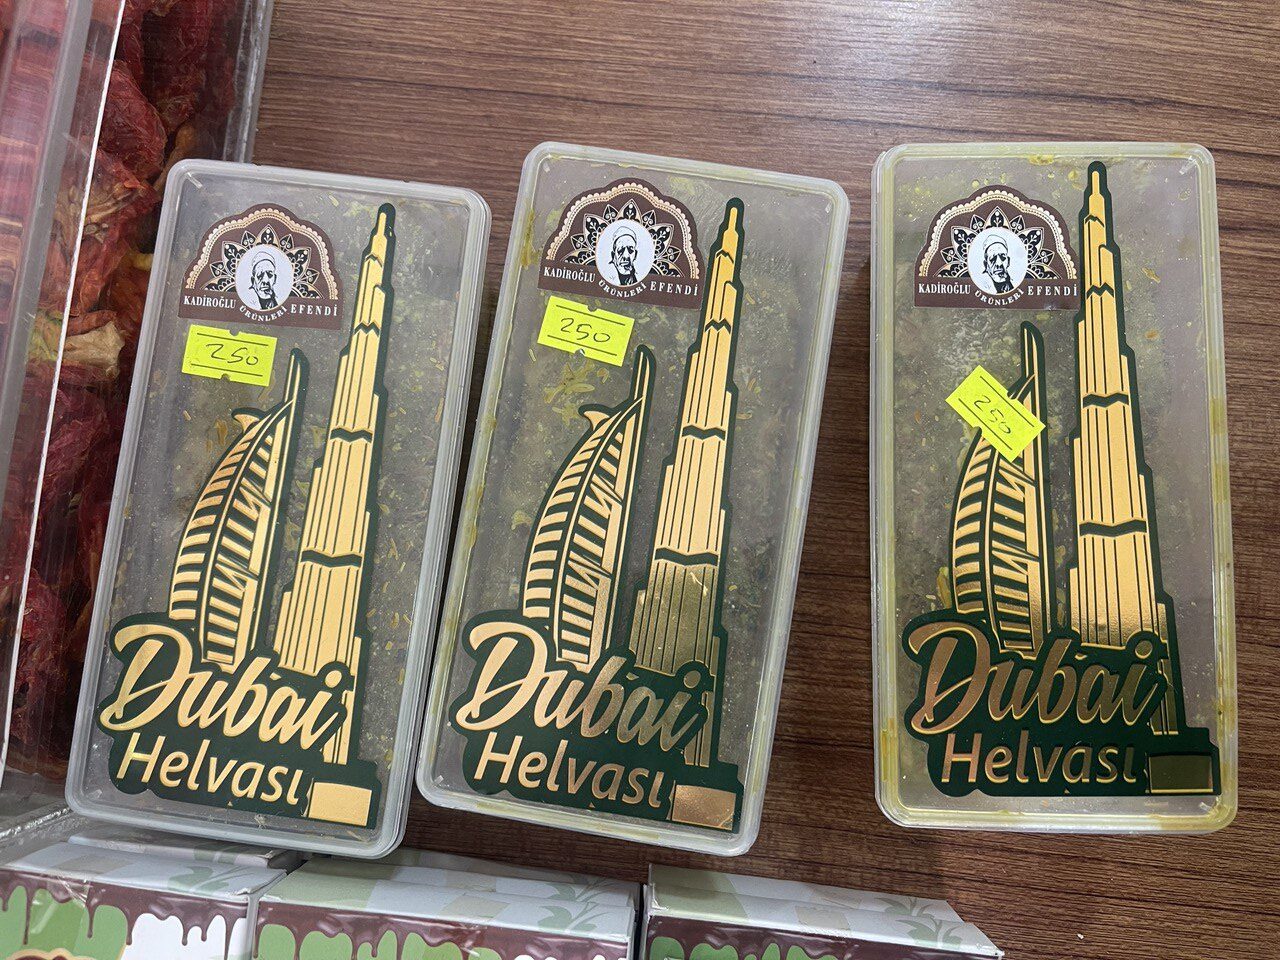 KADİROĞLU EFENDİ
ÜRÜNLERİ
250
Dubai
Helvası
KADİROĞLU EFENDİ
ÜRÜNLERİ
250
Dubai
Helvası
KADİROĞLU EFENDİ
ÜRÜNLERİ
250
Dubai
Helvası